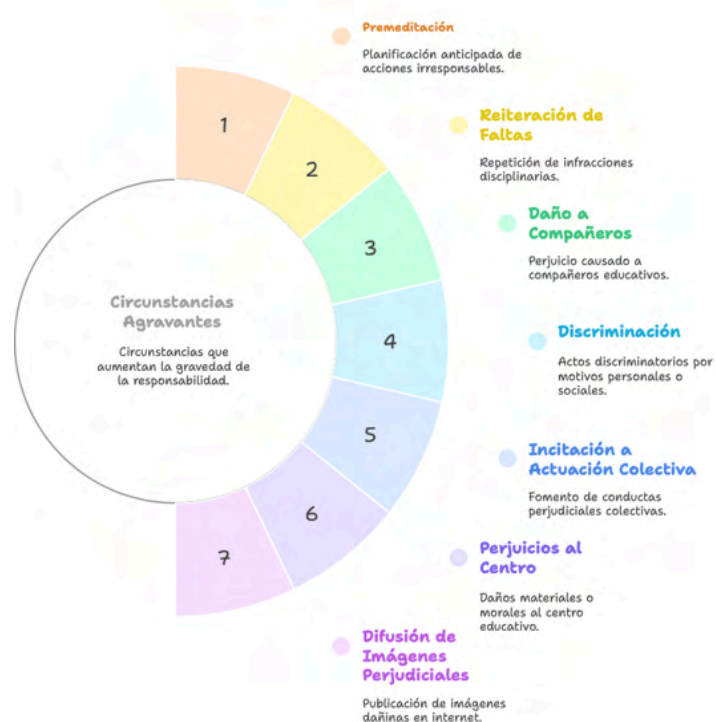 Premeditación
Planificación anticipada de
acciones irresponsables.
1
Reiteración de
Faltas
2
Repetición de infracciones
disciplinarias.
Daño a
Compañeros
3
Perjuicio causado a
compañeros educativos.
Circunstancias
Agravantes
Circunstancias que
aumentan la gravedad de
la responsabilidad.
4
Discriminación
Actos discriminatorios por
motivos personales o
sociales.
5
Incitación a
Actuación Colectiva
Fomento de conductas
perjudiciales colectivas.
6
Perjuicios al
Centro
Daños materiales o
morales al centro
educativo.
7
Difusión de
Imágenes
Perjudiciales
Publicación de imágenes
dañinas en internet.